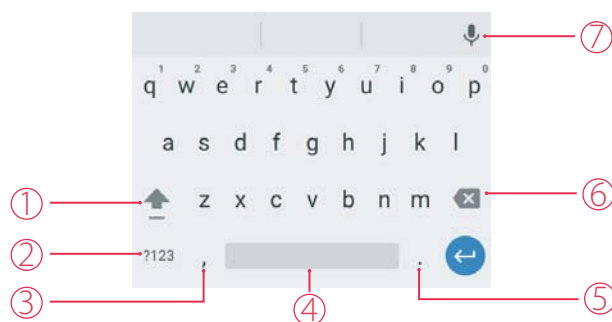 ⑦
1 2 3 4 5 6 7 8 9 0
q w e r t y u i o p
a s d f g h j k l
① z x c v b n m ⑥
② ?123 , .
③ ④ ⑤